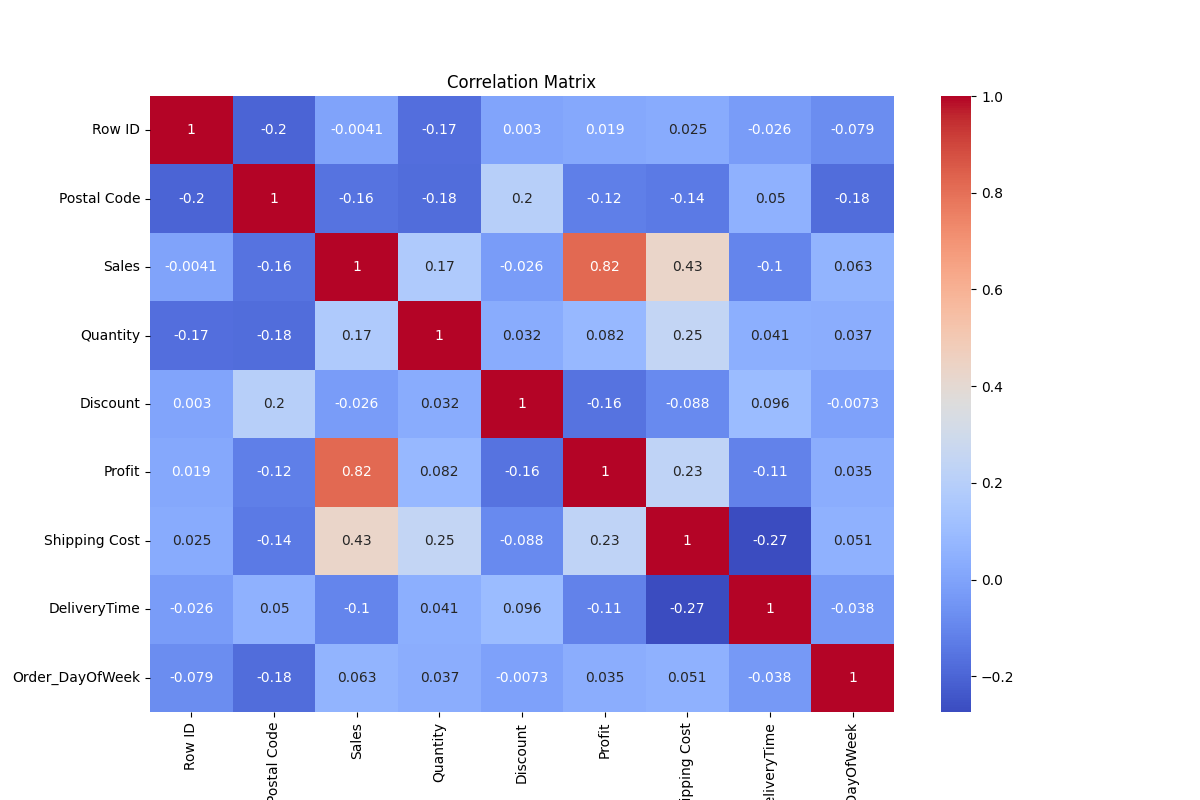 Correlation Matrix
Row ID 1 -0.2 -0.0041 -0.17 0.003 0.019 0.025 -0.026 -0.079
Postal Code -0.2 1 -0.16 -0.18 0.2 -0.12 -0.14 0.05 -0.18
Sales -0.0041 -0.16 1 0.17 -0.026 0.82 0.43 -0.1 0.063
Quantity -0.17 -0.18 0.17 1 0.032 0.082 0.25 0.041 0.037
Discount 0.003 0.2 -0.026 0.032 1 -0.16 -0.088 0.096 -0.0073
Profit 0.019 -0.12 0.82 0.082 -0.16 1 0.23 -0.11 0.035
Shipping Cost 0.025 -0.14 0.43 0.25 -0.088 0.23 1 -0.27 0.051
DeliveryTime -0.026 0.05 -0.1 0.041 0.096 -0.11 -0.27 1 -0.038
Order_DayOfWeek -0.079 -0.18 0.063 0.037 -0.0073 0.035 0.051 -0.038 1
Row ID
Postal Code
Sales
Quantity
Discount
Profit
ipping Cost
eliveryTime
DayOfWeek
1.0
0.8
0.6
0.4
0.2
0.0
−0.2